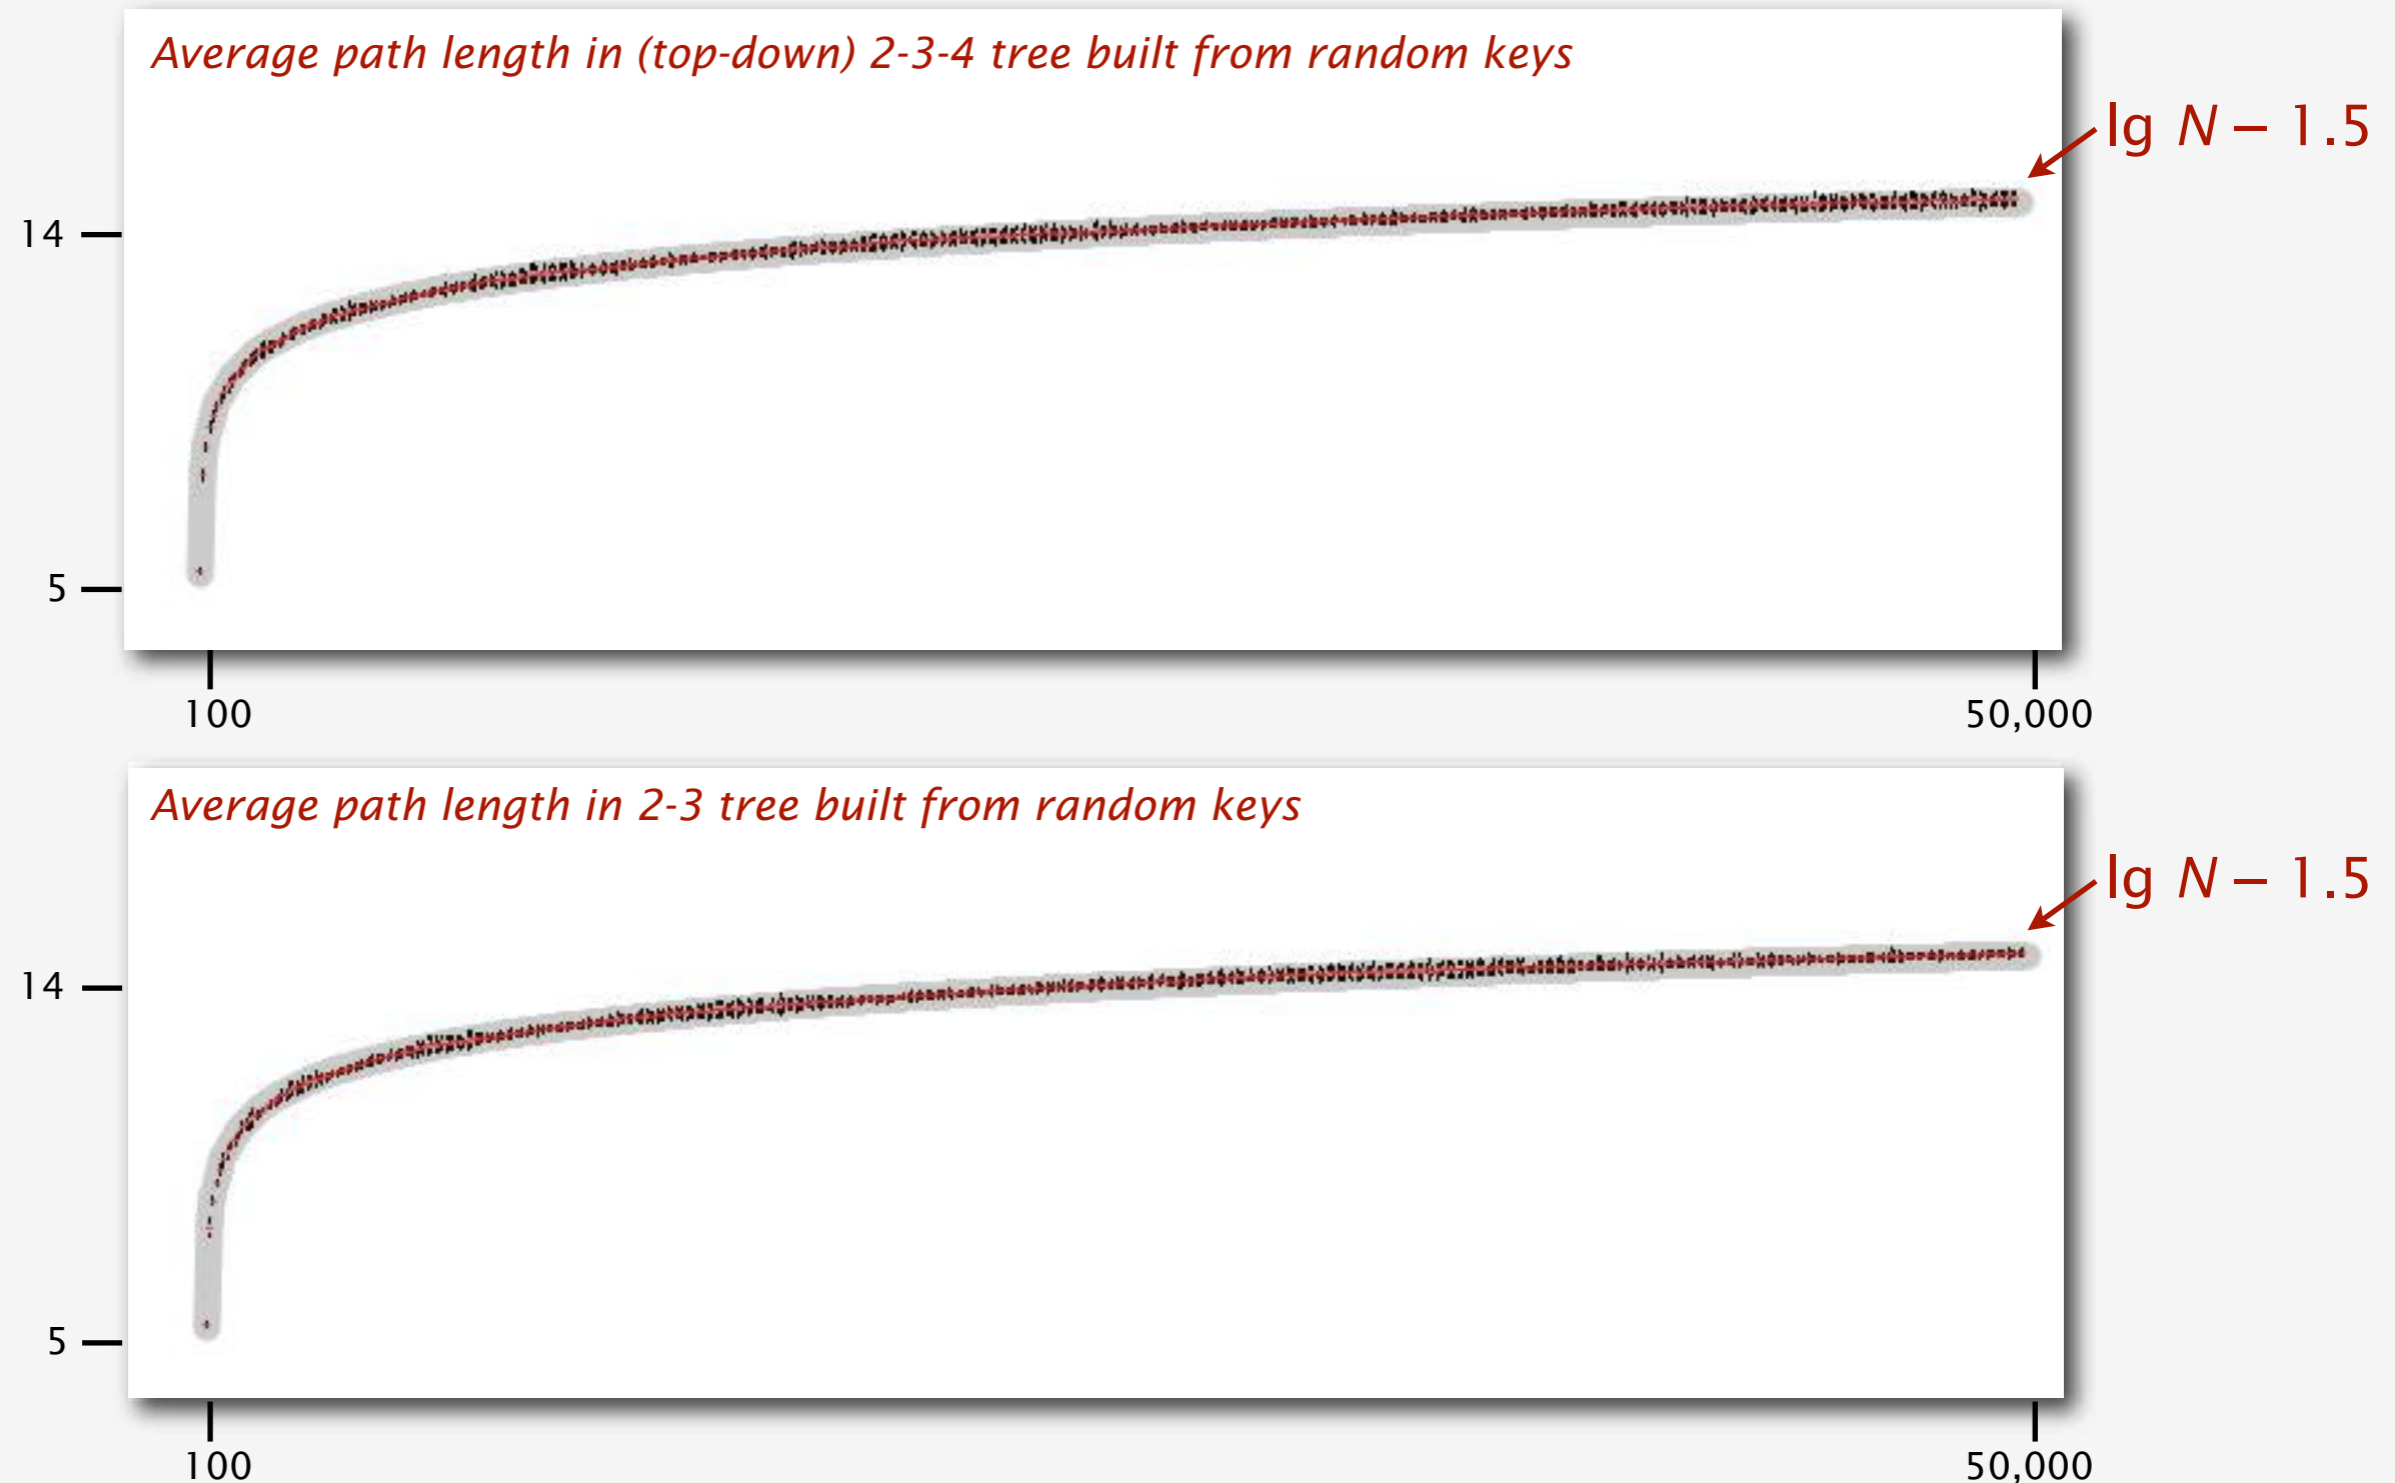 Average path length in (top-down) 2-3-4 tree built from random keys
lg N – 1.5
14
5
100
50,000
Average path length in 2-3 tree built from random keys
lg N – 1.5
14
5
100
50,000